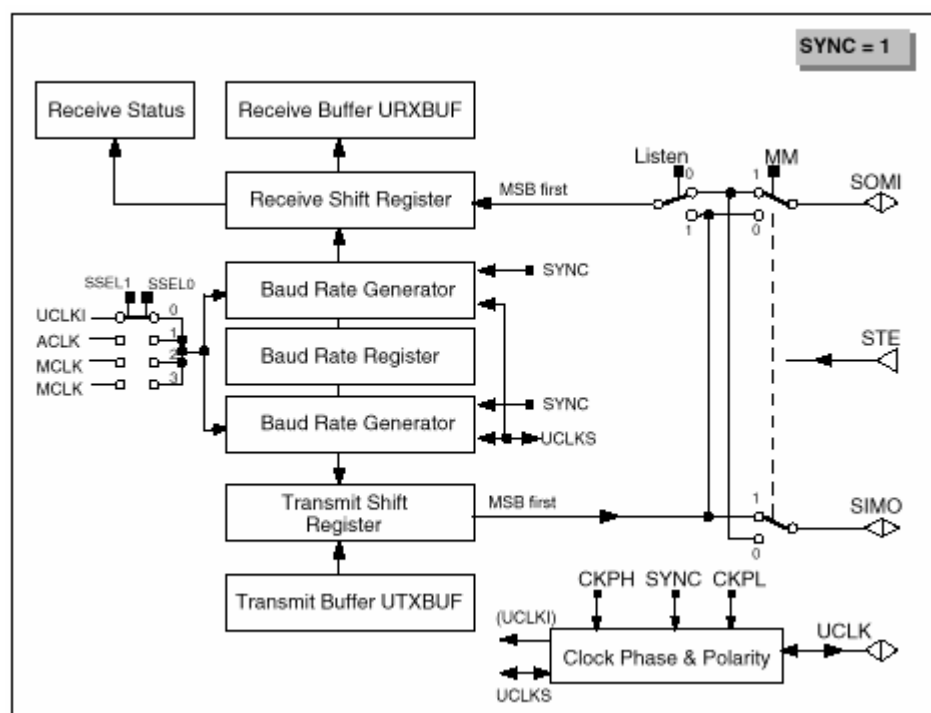 SYNC = 1
Receive Status
Receive Buffer URXBUF
Listen
0
1
MM
SOMI
Receive Shift Register
MSB first
1
0
SSEL1
SSEL0
Baud Rate Generator
SYNC
UCLKI
0
ACLK
1
Baud Rate Register
STE
MCLK
2
MCLK
3
SYNC
Baud Rate Generator
UCLKS
Transmit Shift
Register
MSB first
1
SIMO
0
Transmit Buffer UTXBUF
CKPH
SYNC
CKPL
(UCLKI)
UCLK
Clock Phase & Polarity
UCLKS